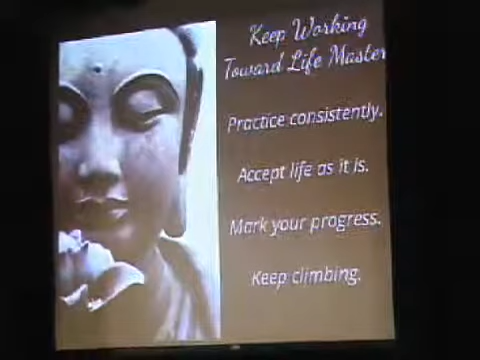 Keep Working
Toward Life Master
Practice consistently.
Accept life as it is.
Mark your progress.
Keep climbing.